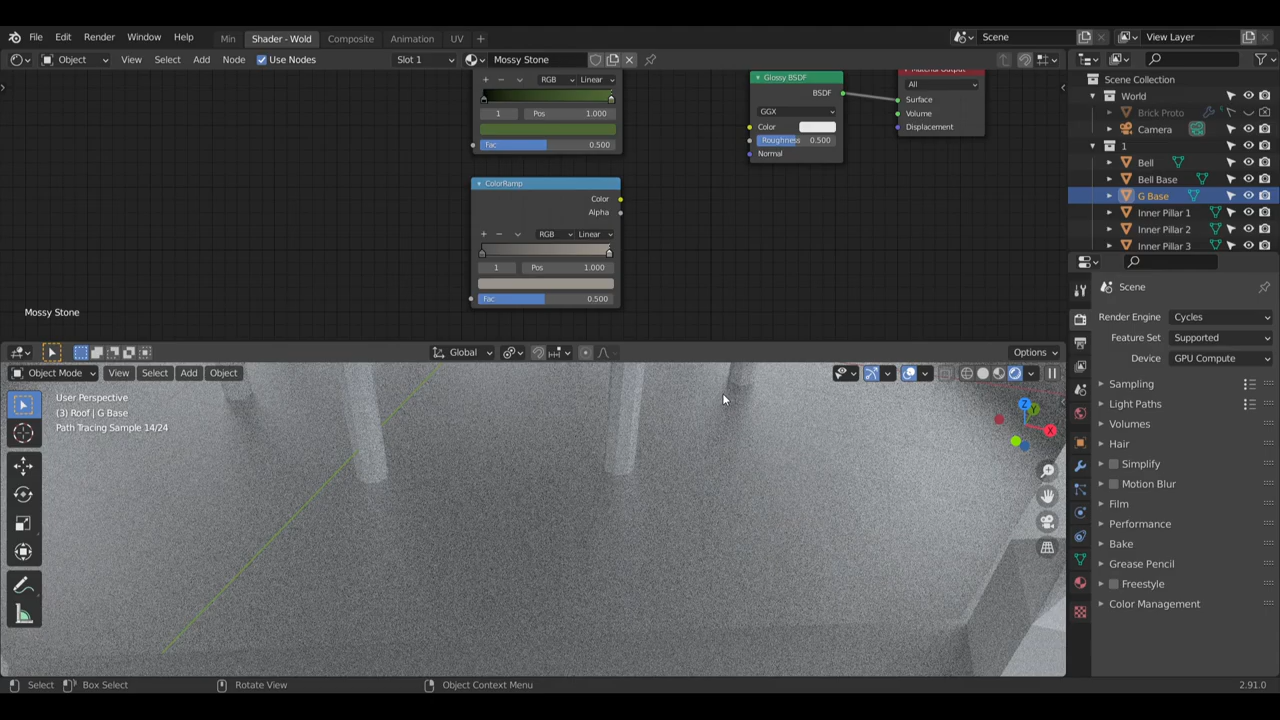 File Edit Render Window Help Min Shader - Wold Composite Animation UV Scene View Layer
Object View Select Add Node Use Nodes Slot 1 Mossy Stone
RGB Linear
1 Pos 1.000
Fac 0.500
ColorRamp
Color
Alpha
RGB Linear
1 Pos 1.000
Fac 0.500
Glossy BSDF
BSDF
GGX
Color
Roughness 0.500
Normal
Material Output
All
Surface
Volume
Displacement
Mossy Stone
Global Options
Object Mode View Select Add Object
User Perspective
(3) Roof | G Base
Path Tracing Sample 14/24
Z
Y
X
Scene Collection
World
Brick Proto
Camera
1
Bell
Bell Base
G Base
Inner Pillar 1
Inner Pillar 2
Inner Pillar 3
Scene
Render Engine Cycles
Feature Set Supported
Device GPU Compute
Sampling
Light Paths
Volumes
Hair
Simplify
Motion Blur
Film
Performance
Bake
Grease Pencil
Freestyle
Color Management
Select Box Select Rotate View Object Context Menu 2.91.0